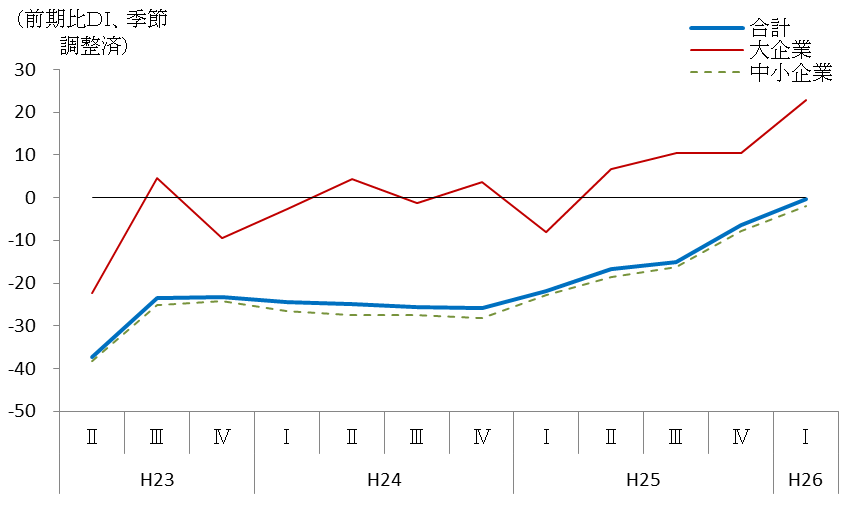 （前期比DI、季節
調整済）
合計
大企業
中小企業
30
20
10
0
-10
-20
-30
-40
-50
Ⅱ Ⅲ Ⅳ Ⅰ Ⅱ Ⅲ Ⅳ Ⅰ Ⅱ Ⅲ Ⅳ Ⅰ
H23 H24 H25 H26